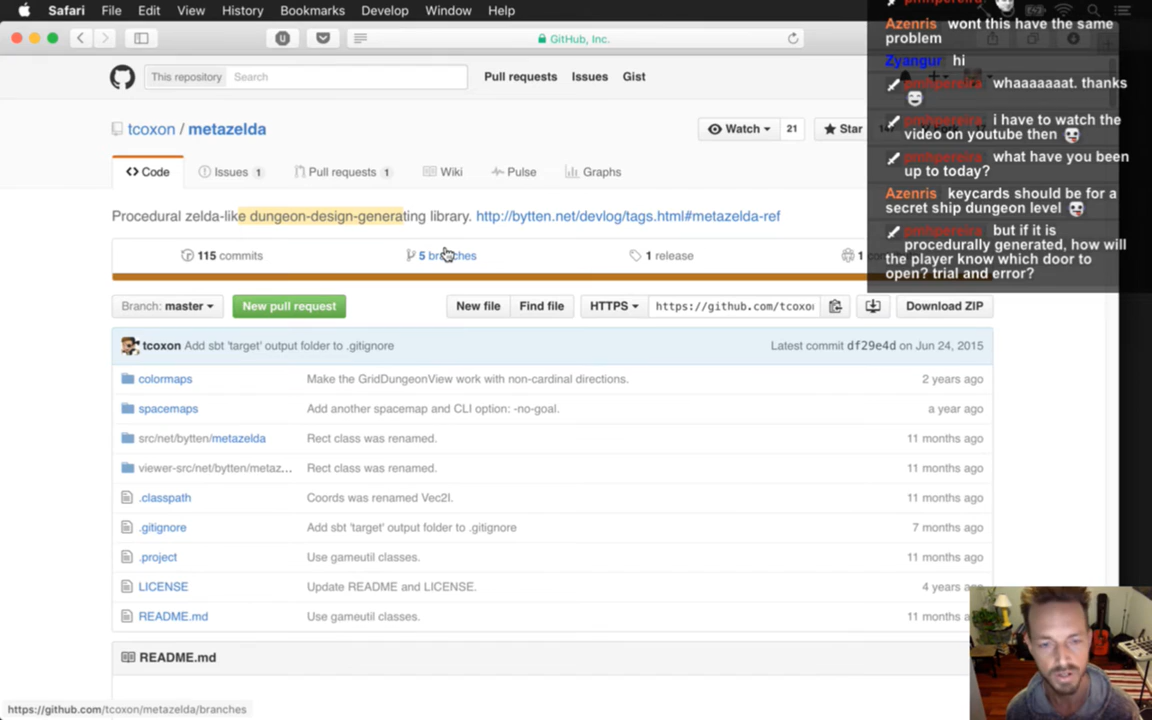 Safari File Edit View History Bookmarks Develop Window Help
GitHub, Inc.
This repository Search Pull requests Issues Gist
tcoxon / metazelda
Watch 21 Star
Code Issues 1 Pull requests 1 Wiki Pulse Graphs
Procedural zelda-like dungeon-design-generating library. http://bytten.net/devlog/tags.html#metazelda-ref
115 commits 5 branches 1 release 1
Branch: master New pull request New file Find file HTTPS https://github.com/tcoxo Download ZIP
tcoxon Add sbt 'target' output folder to .gitignore Latest commit df29e4d on Jun 24, 2015
colormaps Make the GridDungeonView work with non-cardinal directions. 2 years ago
spacemaps Add another spacemap and CLI option: -no-goal. a year ago
src/net/bytten/metazelda Rect class was renamed. 11 months ago
viewer-src/net/bytten/metaz... Rect class was renamed. 11 months ago
.classpath Coords was renamed Vec2I. 11 months ago
.gitignore Add sbt 'target' output folder to .gitignore 7 months ago
.project Use gameutil classes. 11 months ago
LICENSE Update README and LICENSE. 4 years
README.md Use gameutil classes. 11 months
README.md
https://github.com/tcoxon/metazelda/branches
Azenris wont this have the same
problem
Zyangur hi
pmhpereira whaaaaaaat. thanks
pmhpereira i have to watch the
video on youtube then
pmhpereira what have you been
up to today?
Azenris keycards should be for a
secret ship dungeon level
pmhpereira but if it is
procedurally generated, how will
the player know which door to
open? trial and error?